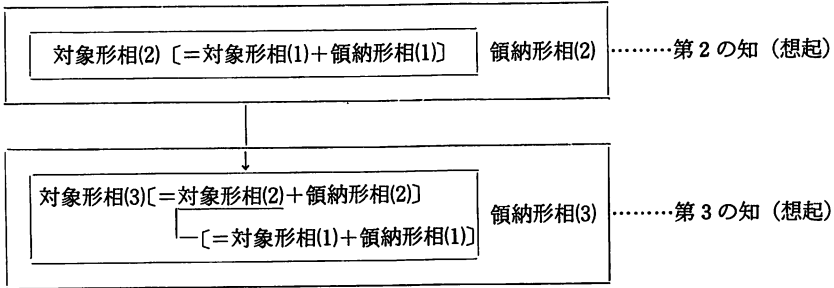 対象形相(2)〔=対象形相(1)+領納形相(1)〕 領納形相(2) ………第2の知(想起)
対象形相(3)〔=対象形相(2)+領納形相(2)〕
〔=対象形相(1)+領納形相(1)〕 領納形相(3) ………第3の知(想起)